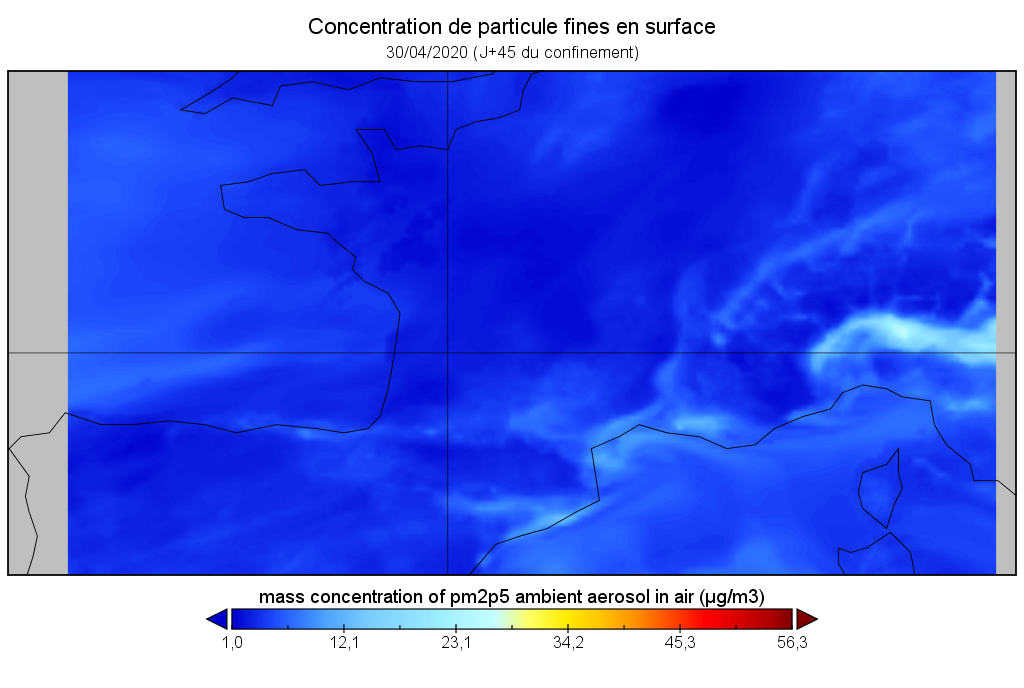 Concentration de particule fines en surface
30/04/2020 (J+45 du confinement)
mass concentration of pm2p5 ambient aerosol in air (µg/m3)
1,0 12,1 23,1 34,2 45,3 56,3